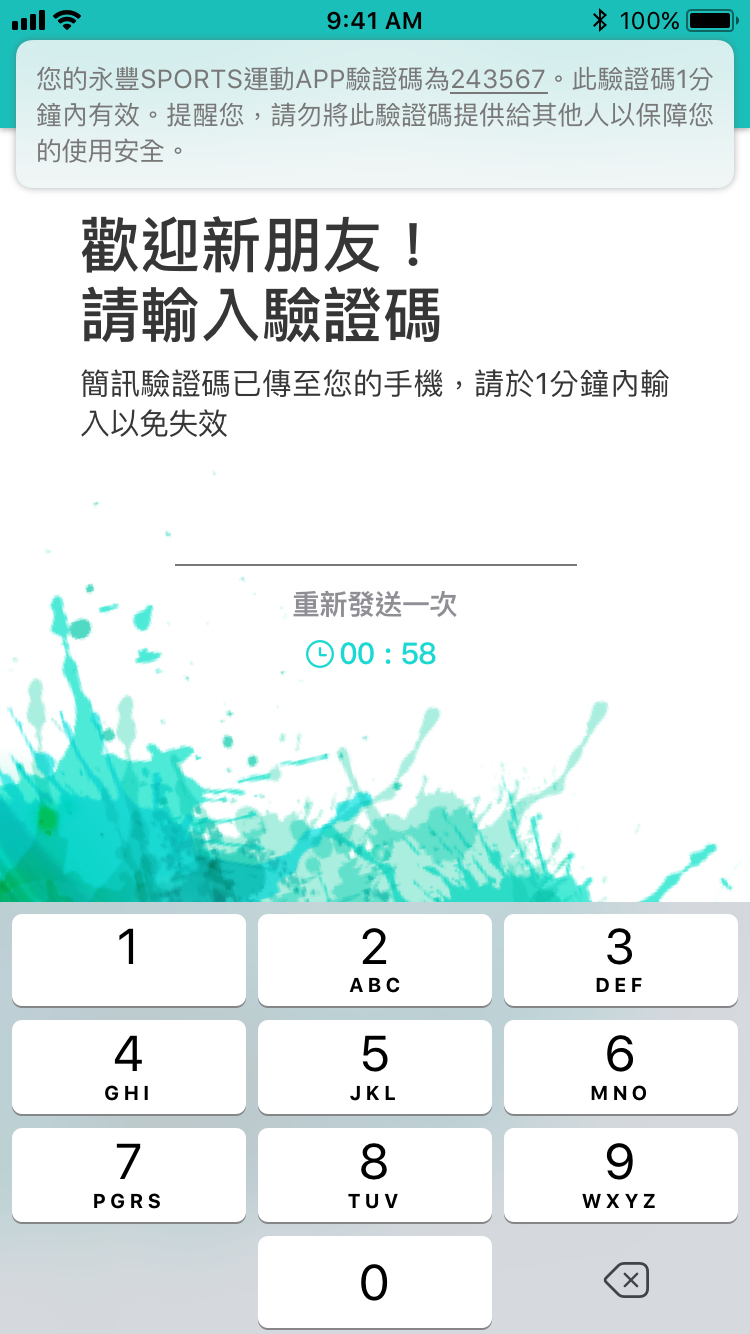 9:41 AM
100%
您的永豐SPORTS運動APP驗證碼為243567。此驗證碼1分
鐘內有效。提醒您，請勿將此驗證碼提供給其他人以保障您
的使用安全。
歡迎新朋友！
請輸入驗證碼
簡訊驗證碼已傳至您的手機，請於1分鐘內輸
入以免失效
重新發送一次
00 : 58
1
2
3
ABC
DEF
4
5
6
GHI
JKL
MNO
7
8
9
PGRS
TUV
WXYZ
0